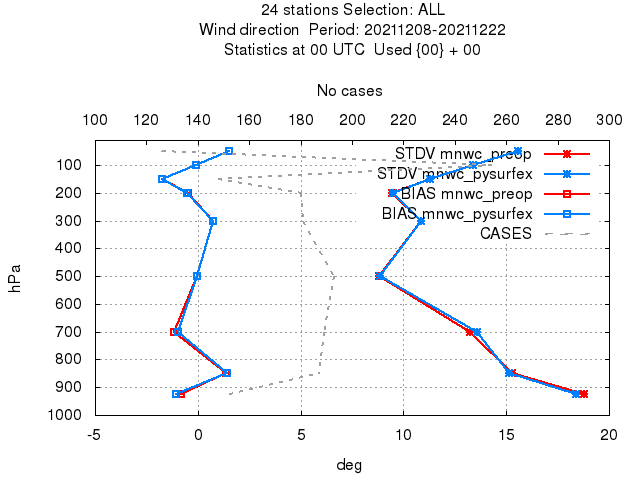 24 stations Selection: ALL
Wind direction  Period: 20211208-20211222
Statistics at 00 UTC  Used {00} + 00
No cases
100 120 140 160 180 200 220 240 260 280 300
STDV mnwc_preop
STDV mnwc_pysurfex
BIAS mnwc_preop
BIAS mnwc_pysurfex
CASES
100
200
300
400
500
600
700
800
900
1000
hPa
-5 0 5 10 15 20
deg